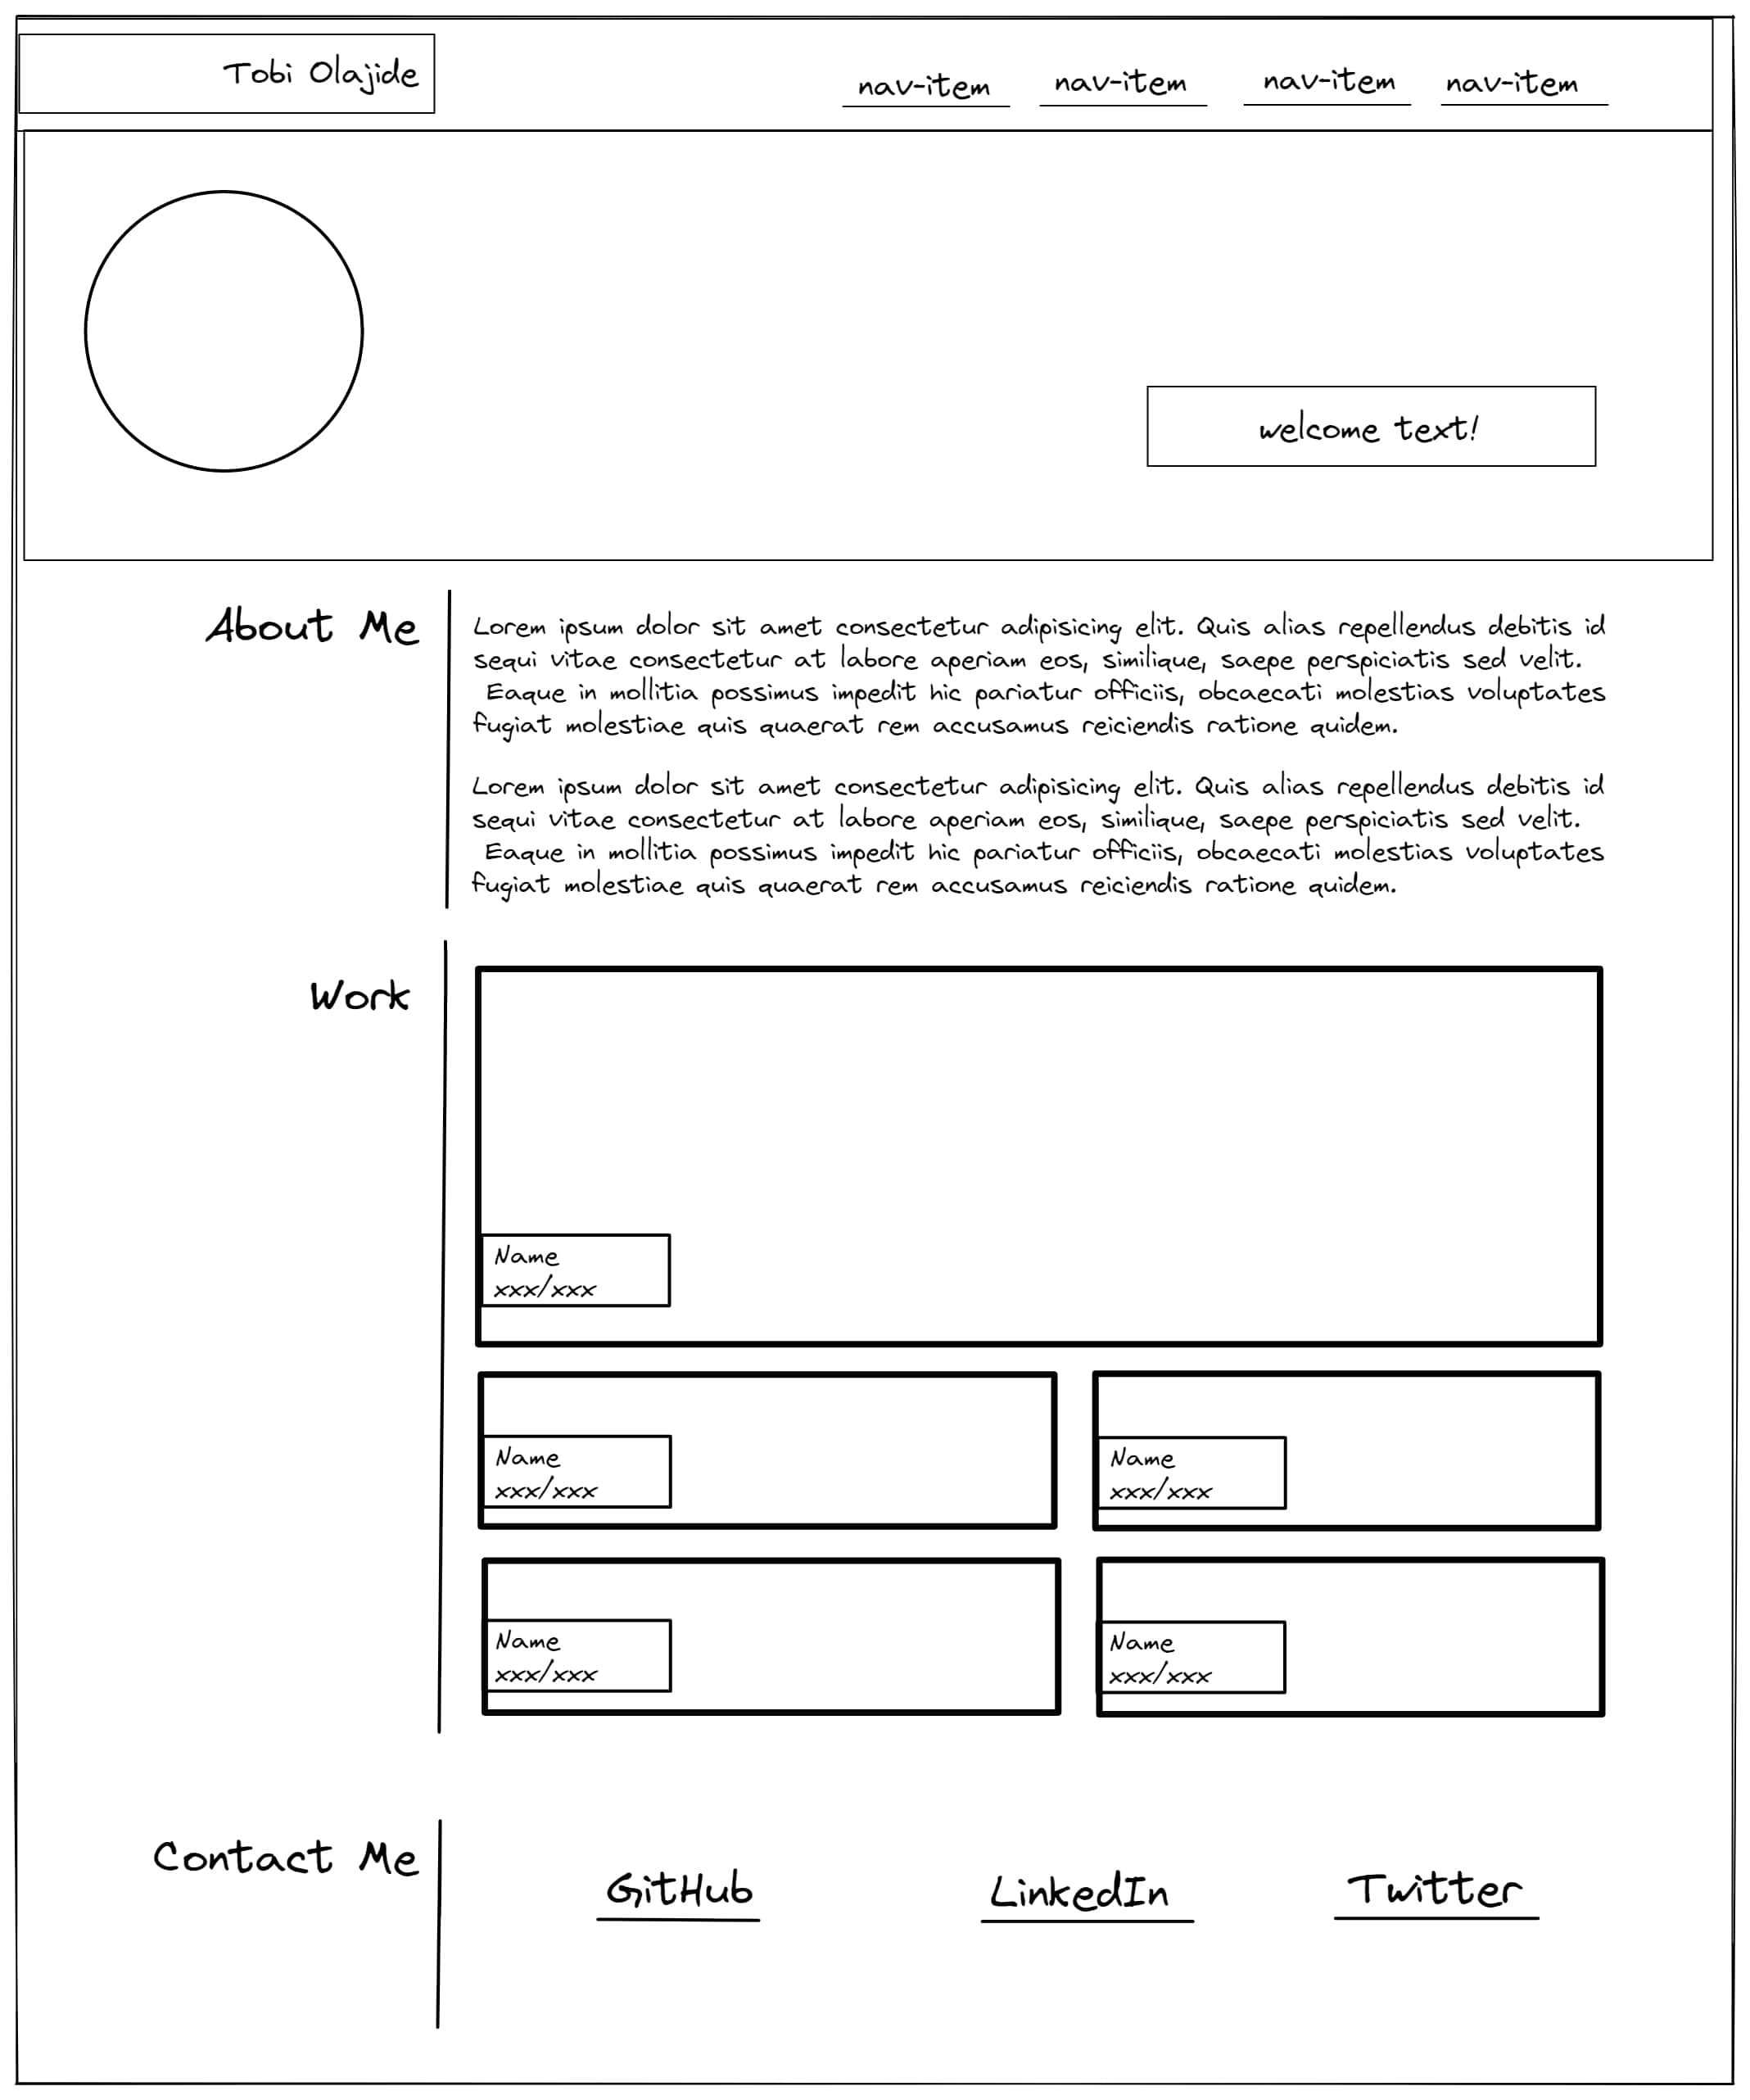 Tobi Olajide
nav-item
nav-item
nav-item
nav-item
welcome text!
About Me
Lorem ipsum dolor sit amet consectetur adipisicing elit. Quis alias repellendus debitis id
sequi vitae consectetur at labore aperiam eos, similique, saepe perspiciatis sed velit.
Eaque in mollitia possimus impedit hic pariatur officiis, obcaecati molestias voluptates
fugiat molestiae quis quaerat rem accusamus reiciendis ratione quidem.
Lorem ipsum dolor sit amet consectetur adipisicing elit. Quis alias repellendus debitis id
sequi vitae consectetur at labore aperiam eos, similique, saepe perspiciatis sed velit.
Eaque in mollitia possimus impedit hic pariatur officiis, obcaecati molestias voluptates
fugiat molestiae quis quaerat rem accusamus reiciendis ratione quidem.
Work
Name
xxx/xxx
Name
xxx/xxx
Name
xxx/xxx
Name
xxx/xxx
Name
xxx/xxx
Contact Me
GitHub
LinkedIn
Twitter